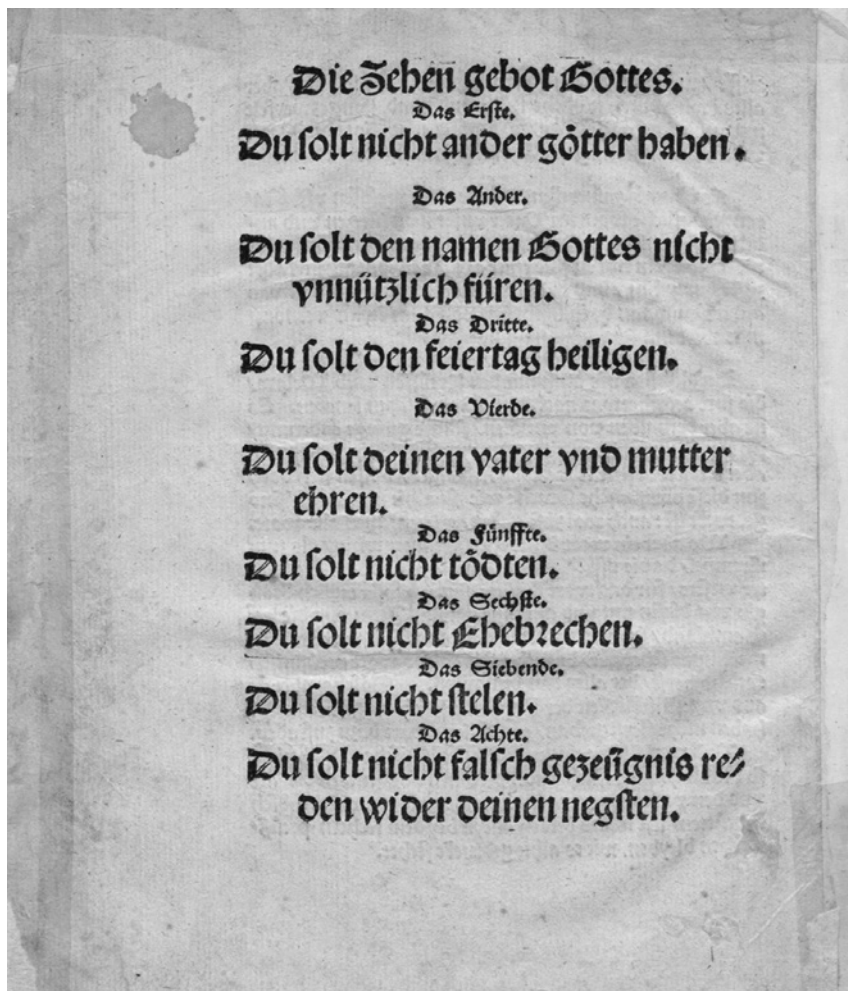 Die Zehen gebot Gottes.
Das Erste.
Du solt nicht ander götter haben.
Das Ander.
Du solt den namen Gottes nicht
vnnützlich füren.
Das Dritte.
Du solt den feiertag heiligen.
Das Vierde.
Du solt deinen vater vnd mutter
ehren.
Das Fünffte.
Du solt nicht tödten.
Das Sechste.
Du solt nicht Ehebrechen.
Das Siebende.
Du solt nicht stelen.
Das Achte.
Du solt nicht falsch gezeügnis re⸗
den wider deinen negsten.